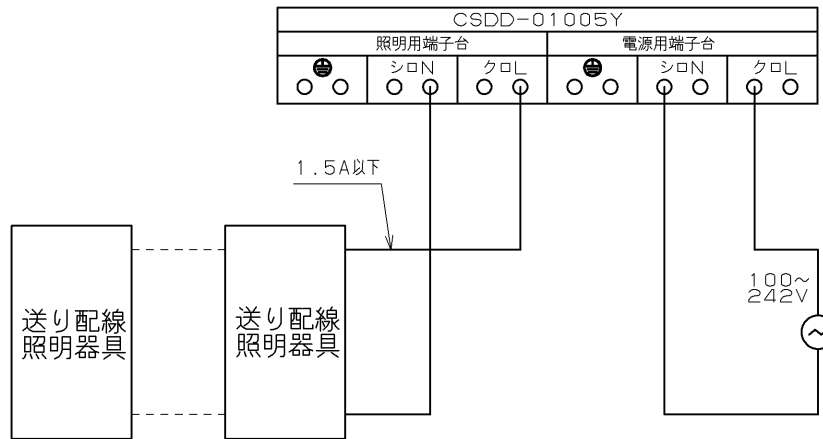 CSDD-01005Y
照明用端子台
電源用端子台
シロN
クロL
シロN
クロL
1.5A以下
100~
242V
送り配線
照明器具
送り配線
照明器具